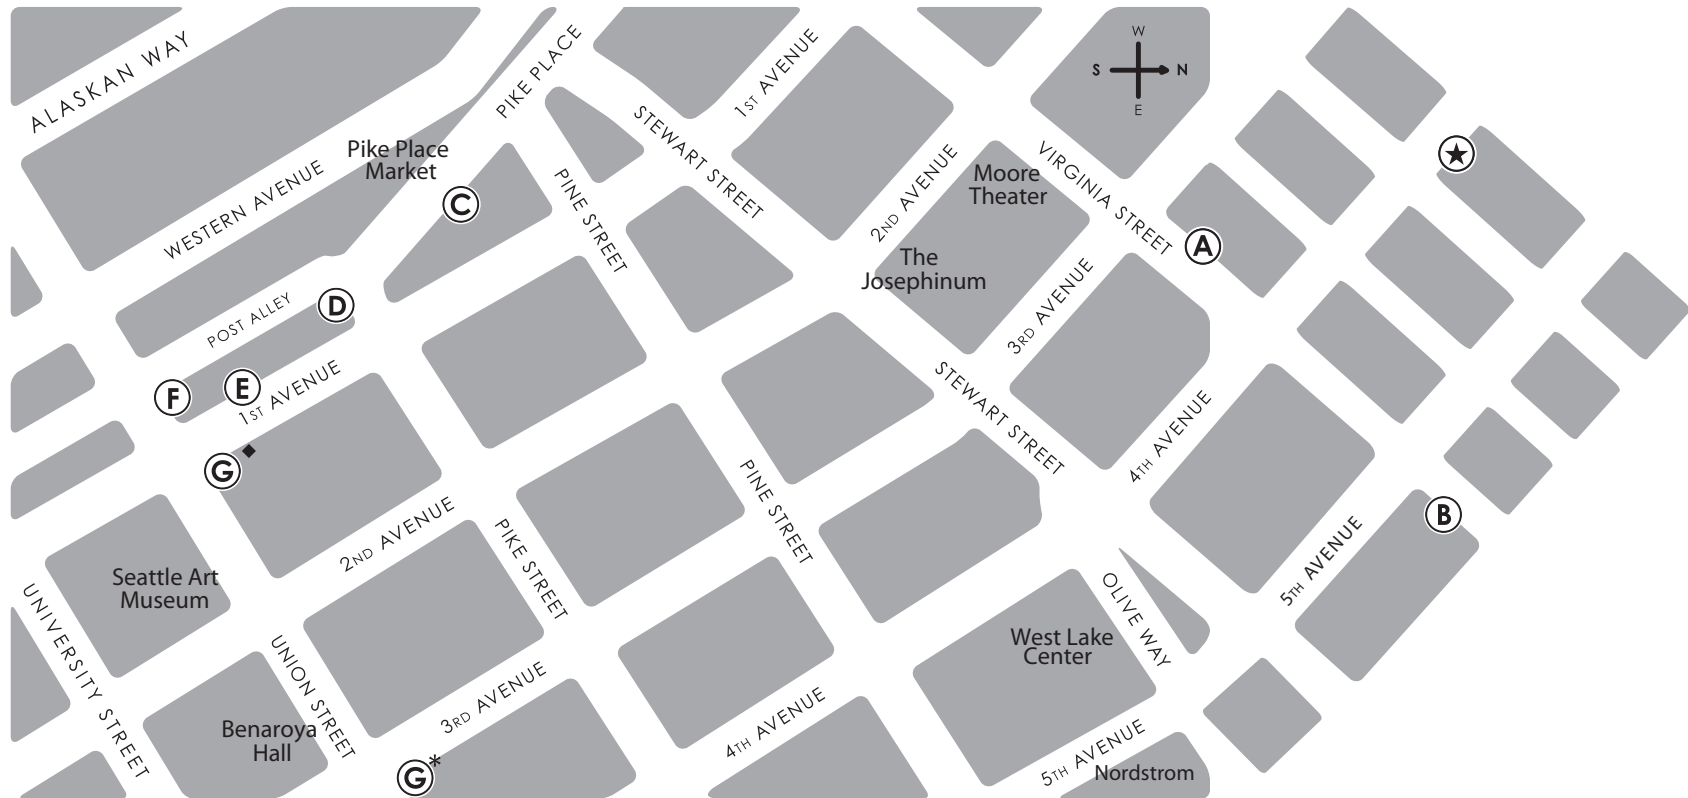 ALASKAN WAY
PIKE PLACE
1ST AVENUE
W
S N
E
Pike Place
Market
STEWART STREET
WESTERN AVENUE
C
PINE STREET
2ND AVENUE
Moore
Theater
VIRGINIA STREET
★
A
The
Josephinum
POST ALLEY
D
3RD AVENUE
F
E
1ST AVENUE
STEWART STREET
4TH AVENUE
G
2ND AVENUE
PIKE STREET
PINE STREET
B
5TH AVENUE
Seattle Art
Museum
UNIVERSITY STREET
UNION STREET
OLIVE WAY
West Lake
Center
Benaroya
Hall
3RD AVENUE
4TH AVENUE
5TH AVENUE
G*
Nordstrom